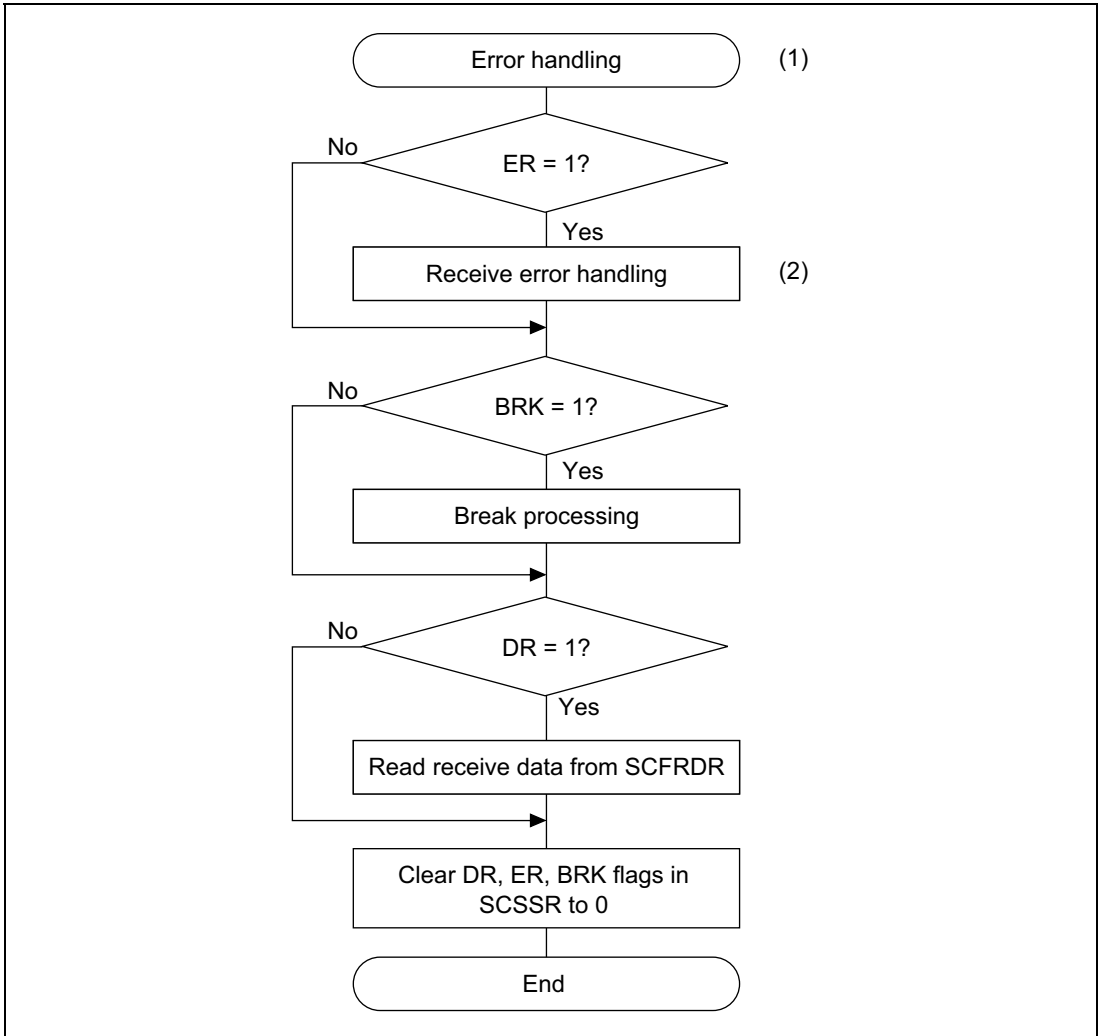 Error handling
(1)
No
ER = 1?
Yes
Receive error handling
(2)
No
BRK = 1?
Yes
Break processing
No
DR = 1?
Yes
Read receive data from SCFRDR
Clear DR, ER, BRK flags in
SCSSR to 0
End